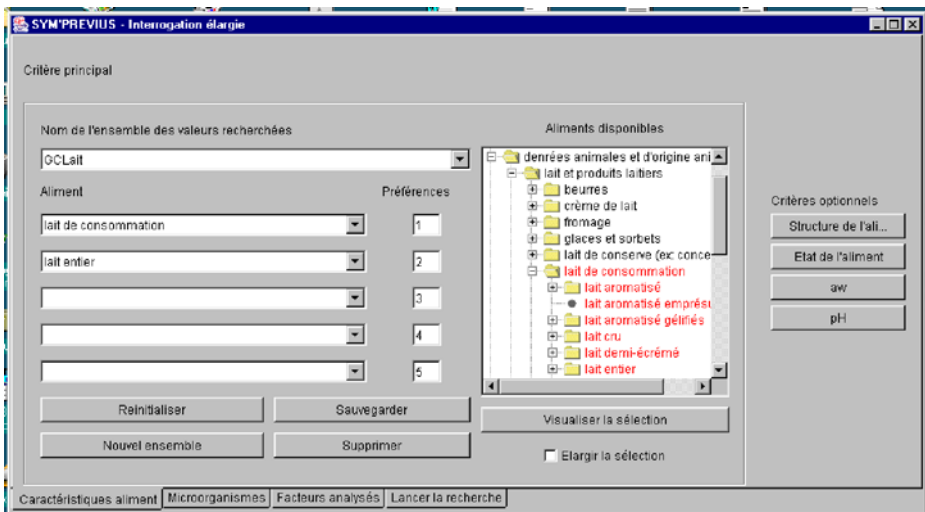 SYM'PREVIUS - Interrogation élargie
Critère principal
Nom de l'ensemble des valeurs recherchées
GCLait
Aliment
Préférences
lait de consommation
1
lait entier
2
3
4
5
Reinitialiser
Sauvegarder
Nouvel ensemble
Supprimer
Aliments disponibles
denrées animales et d'origine ani
lait et produits laitiers
beurres
crème de lait
fromage
glaces et sorbets
lait de conserve (ex: conce
lait de consommation
lait aromatisé
lait aromatisé emprésu
lait aromatisé gélifiés
lait cru
lait demi-écrémé
lait entier
Visualiser la sélection
Elargir la sélection
Critères optionnels
Structure de l'ali...
Etat de l'aliment
aw
pH
Caractéristiques aliment
Microorganismes
Facteurs analysés
Lancer la recherche